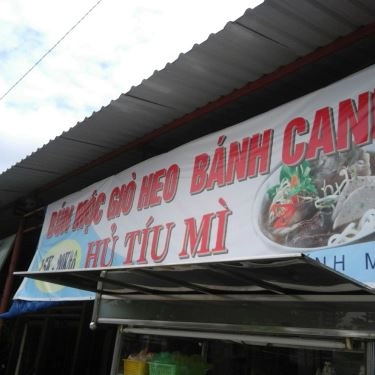 BÚN MỘC GIÒ HEO BÁNH CANH
HỦ TÍU MÌ